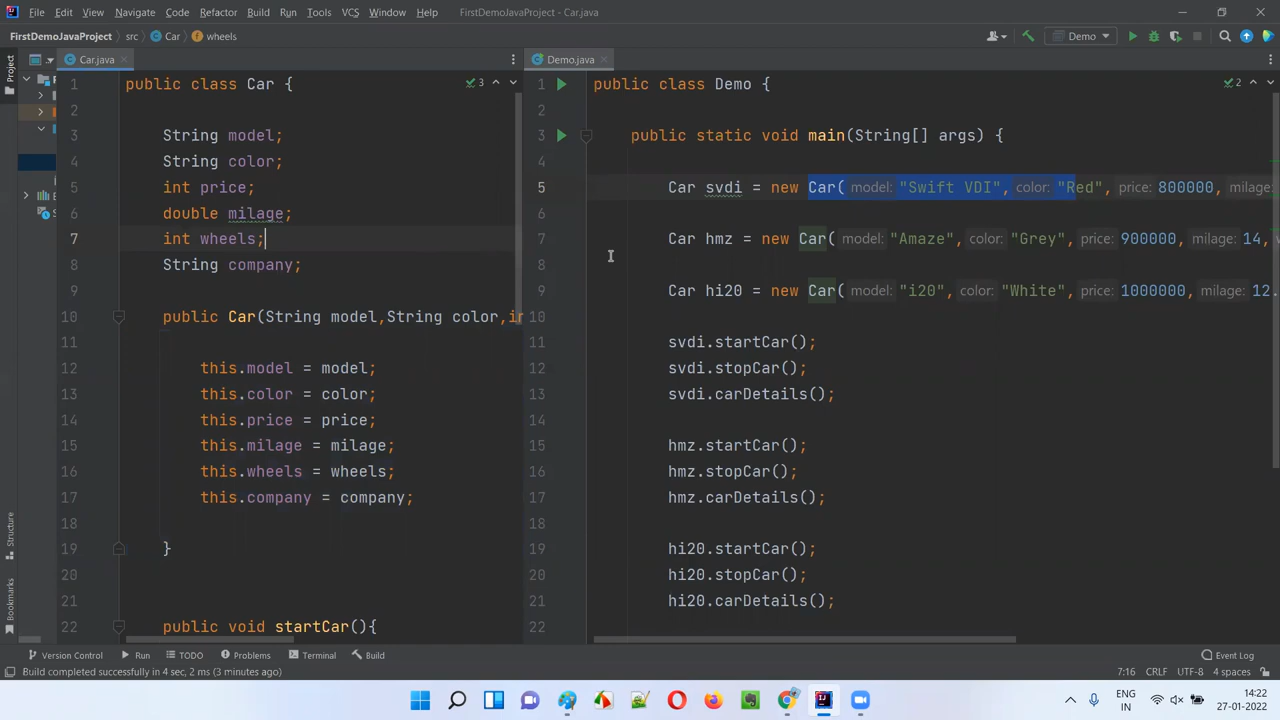 File Edit View Navigate Code Refactor Build Run Tools VCS Window Help FirstDemoJavaProject - Car.java
FirstDemoJavaProject src Car wheels Demo
Project
Car.java
3
1 public class Car {
2
3 String model;
4 String color;
5 int price;
6 double milage;
7 int wheels;
8 String company;
9
10 public Car(String model,String color,in
11
12 this.model = model;
13 this.color = color;
14 this.price = price;
15 this.milage = milage;
16 this.wheels = wheels;
17 this.company = company;
18
19 }
20
21
22 public void startCar(){
Demo.java
2
1 public class Demo {
2
3 public static void main(String[] args) {
4
5 Car svdi = new Car( model: "Swift VDI", color: "Red", price: 800000, milage:
6
7 Car hmz = new Car( model: "Amaze", color: "Grey", price: 900000, milage: 14,
8
9 Car hi20 = new Car( model: "i20", color: "White", price: 1000000, milage: 12.
10
11 svdi.startCar();
12 svdi.stopCar();
13 svdi.carDetails();
14
15 hmz.startCar();
16 hmz.stopCar();
17 hmz.carDetails();
18
19 hi20.startCar();
20 hi20.stopCar();
21 hi20.carDetails();
22
Structure
Bookmarks
Version Control Run TODO Problems Terminal Build Event Log
Build completed successfully in 4 sec, 2 ms (3 minutes ago) 7:16 CRLF UTF-8 4 spaces
ENG
IN
14:22
27-01-2022